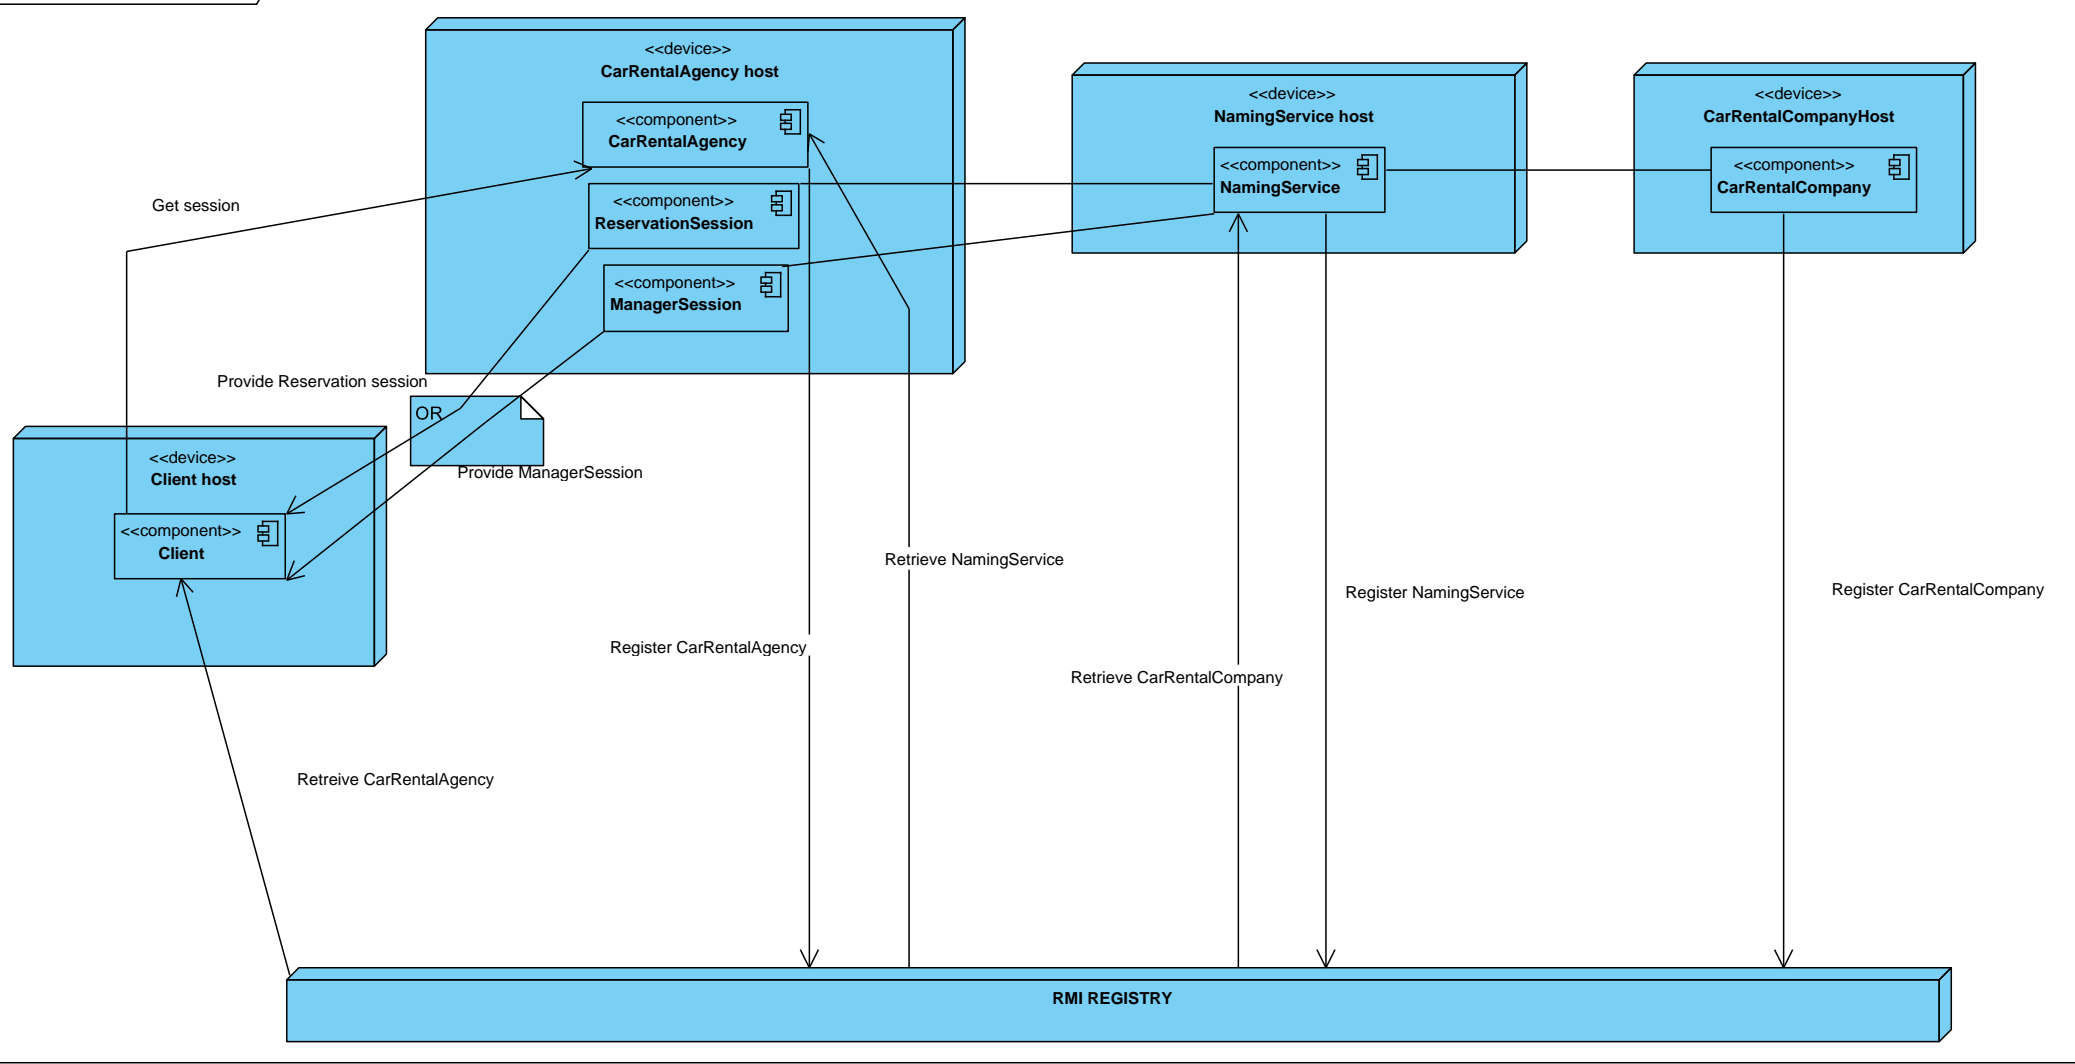 <<device>>
CarRentalAgency host
<<component>>
CarRentalAgency
<<component>>
ReservationSession
<<component>>
ManagerSession
<<device>>
NamingService host
<<component>>
NamingService
<<device>>
CarRentalCompanyHost
<<component>>
CarRentalCompany
Get session
Provide Reservation session
OR
Provide ManagerSession
<<device>>
Client host
<<component>>
Client
Retrieve NamingService
Register NamingService
Register CarRentalCompany
Register CarRentalAgency
Retrieve CarRentalCompany
Retreive CarRentalAgency
RMI REGISTRY